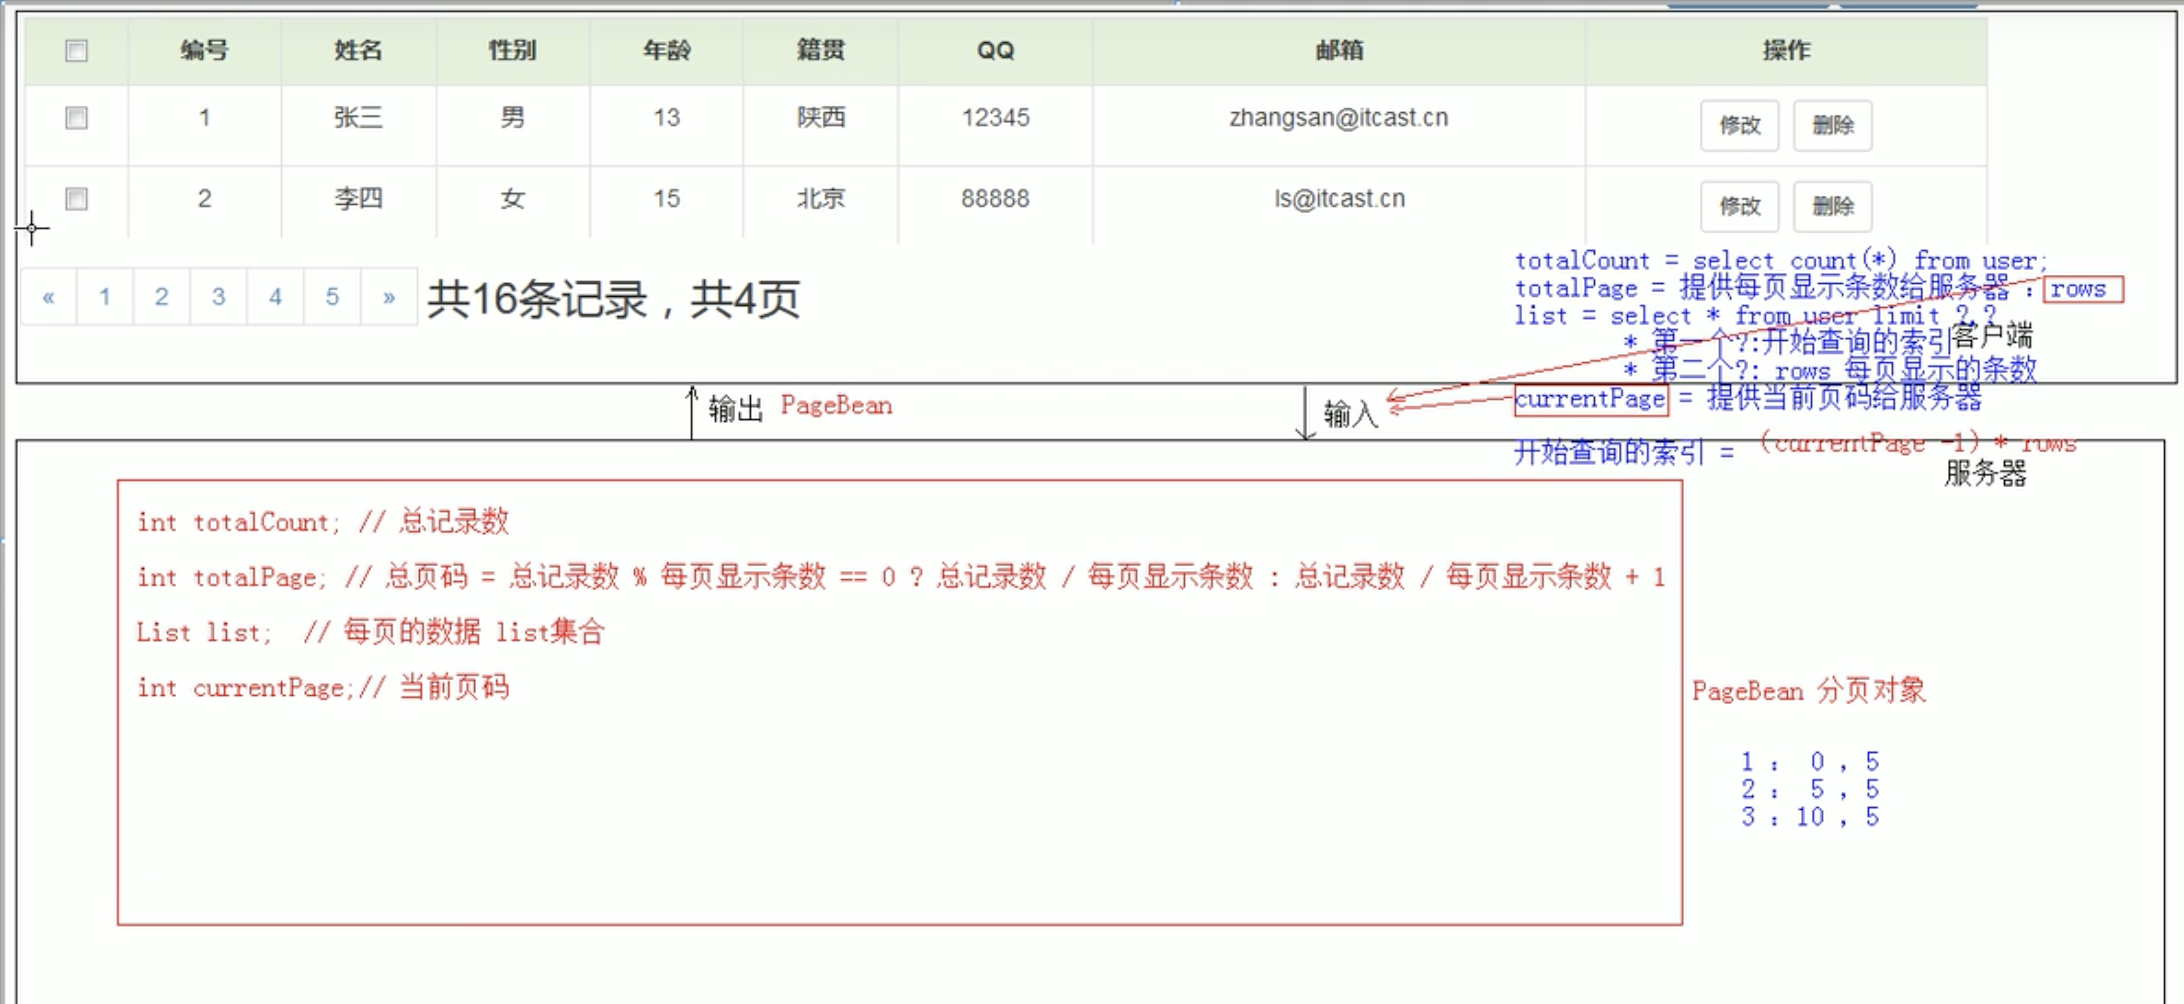 编号 姓名 性别 年龄 籍贯 QQ 邮箱 操作
1 张三 男 13 陕西 12345 zhangsan@itcast.cn 修改 删除
2 李四 女 15 北京 88888 ls@itcast.cn 修改 删除
« 1 2 3 4 5 » 共16条记录，共4页
totalCount = select count(*) from user;
totalPage = 提供每页显示条数给服务器 : rows
list = select * from user limit ?,?
* 第一个?:开始查询的索引
客户端
* 第二个?: rows 每页显示的条数
currentPage = 提供当前页码给服务器
输出 PageBean
输入
开始查询的索引 = (currentPage -1) * rows
服务器
int totalCount; // 总记录数
int totalPage; // 总页码 = 总记录数 % 每页显示条数 == 0 ? 总记录数 / 每页显示条数 : 总记录数 / 每页显示条数 + 1
List list; // 每页的数据 list集合
int currentPage;// 当前页码
PageBean 分页对象
1 : 0 , 5
2 : 5 , 5
3 : 10 , 5